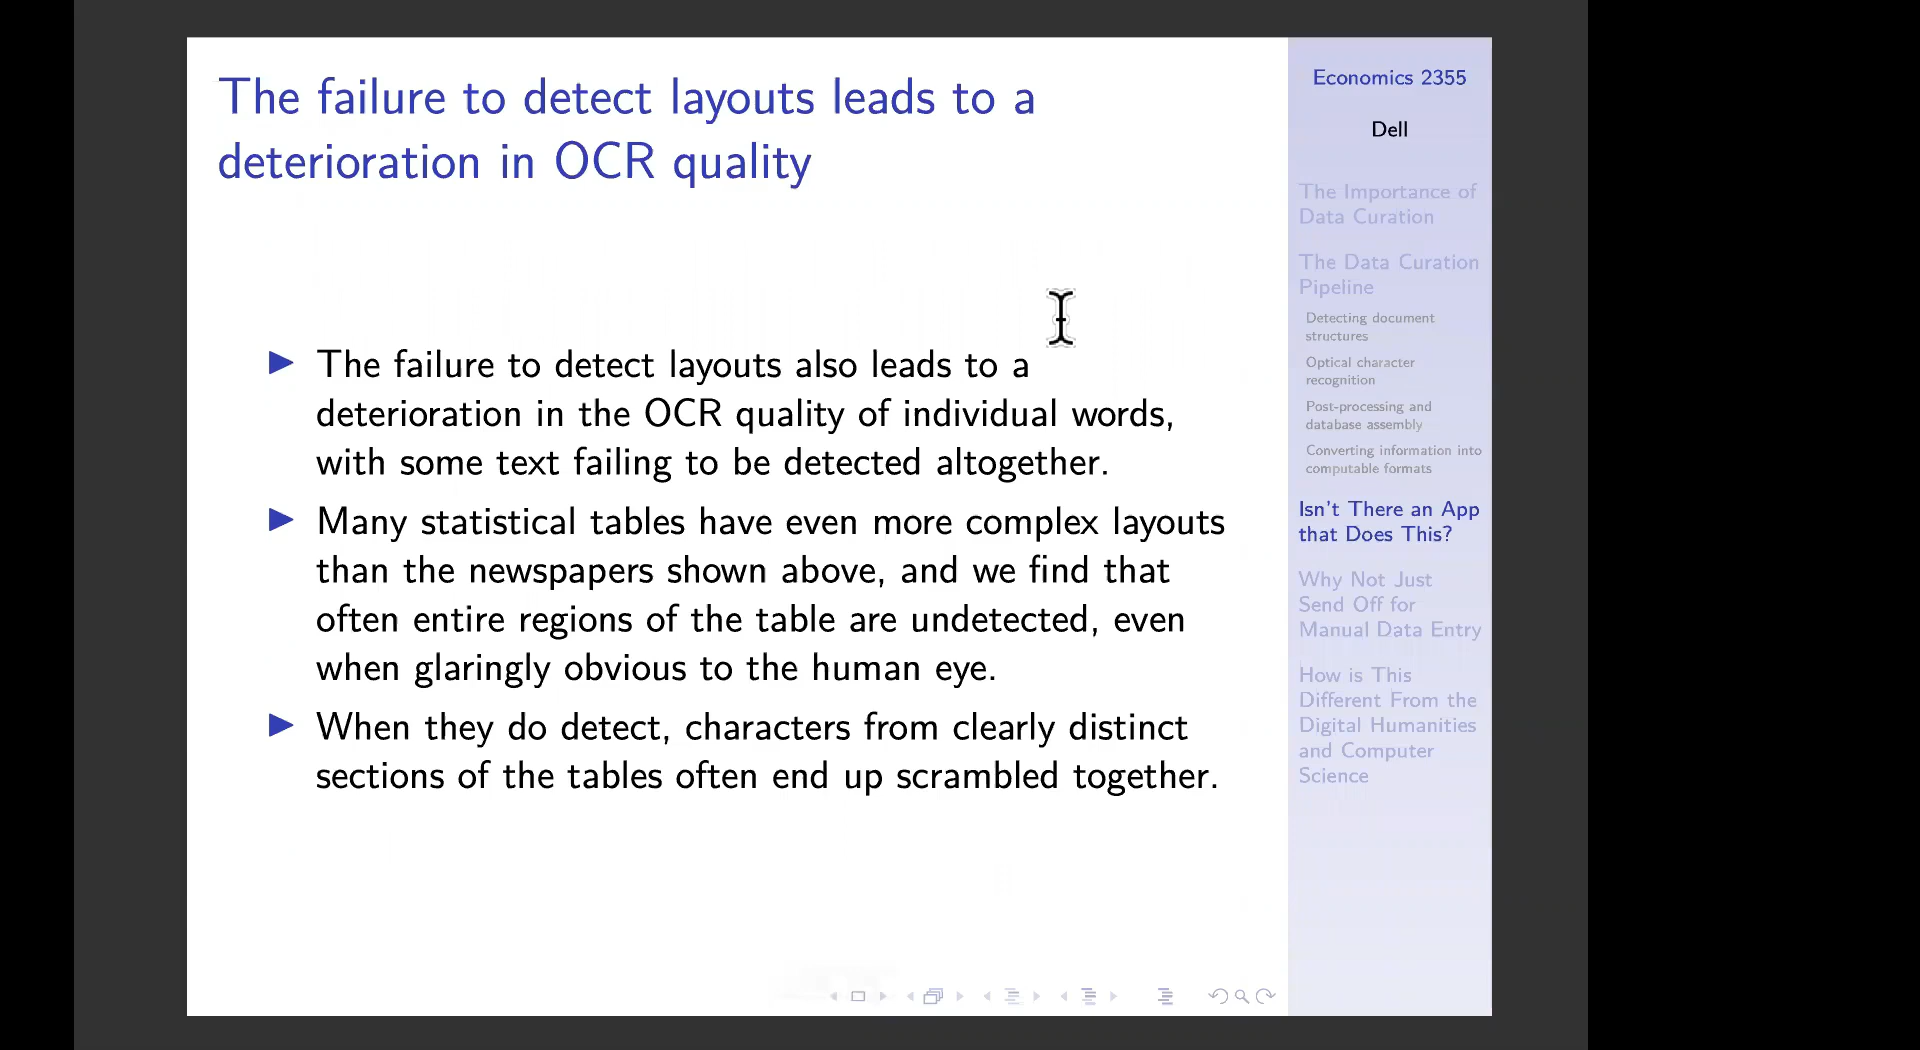 The failure to detect layouts leads to a
deterioration in OCR quality
The failure to detect layouts also leads to a
deterioration in the OCR quality of individual words,
with some text failing to be detected altogether.
Many statistical tables have even more complex layouts
than the newspapers shown above, and we find that
often entire regions of the table are undetected, even
when glaringly obvious to the human eye.
When they do detect, characters from clearly distinct
sections of the tables often end up scrambled together.
Economics 2355
Dell
The Importance of
Data Curation
The Data Curation
Pipeline
Detecting document
structures
Optical character
recognition
Post-processing and
database assembly
Converting information into
computable formats
Isn't There an App
that Does This?
Why Not Just
Send Off for
Manual Data Entry
How is This
Different From the
Digital Humanities
and Computer
Science